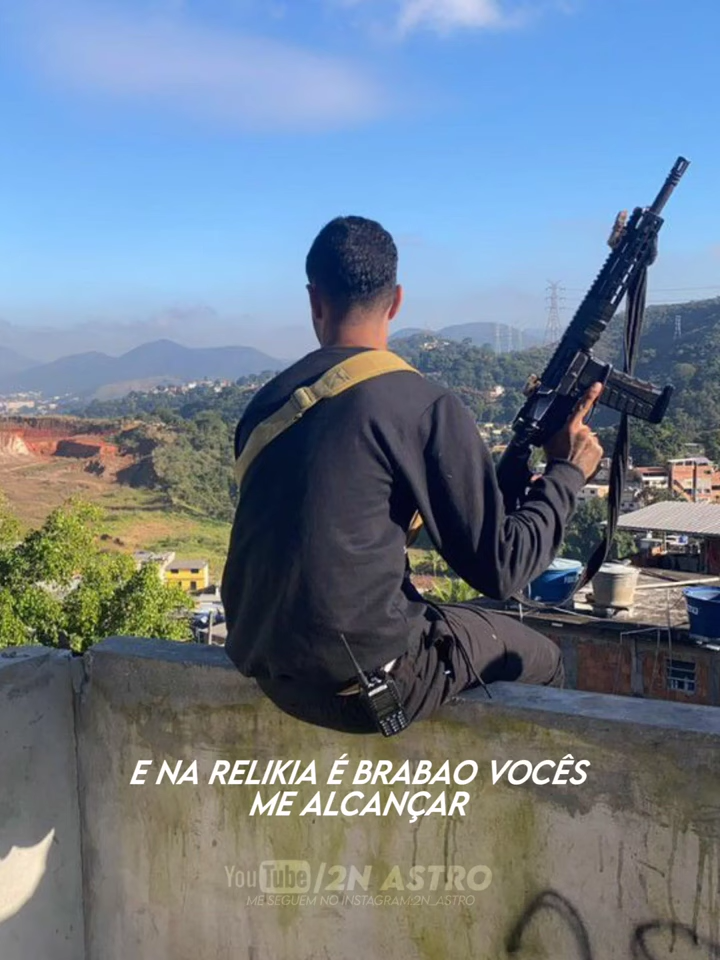 E NA RELIKIA É BRABAO VOCÊS
ME ALCANÇAR
YouTube/2N ASTRO
ME SEGUEM NO INSTAGRAM:2N_ASTRO